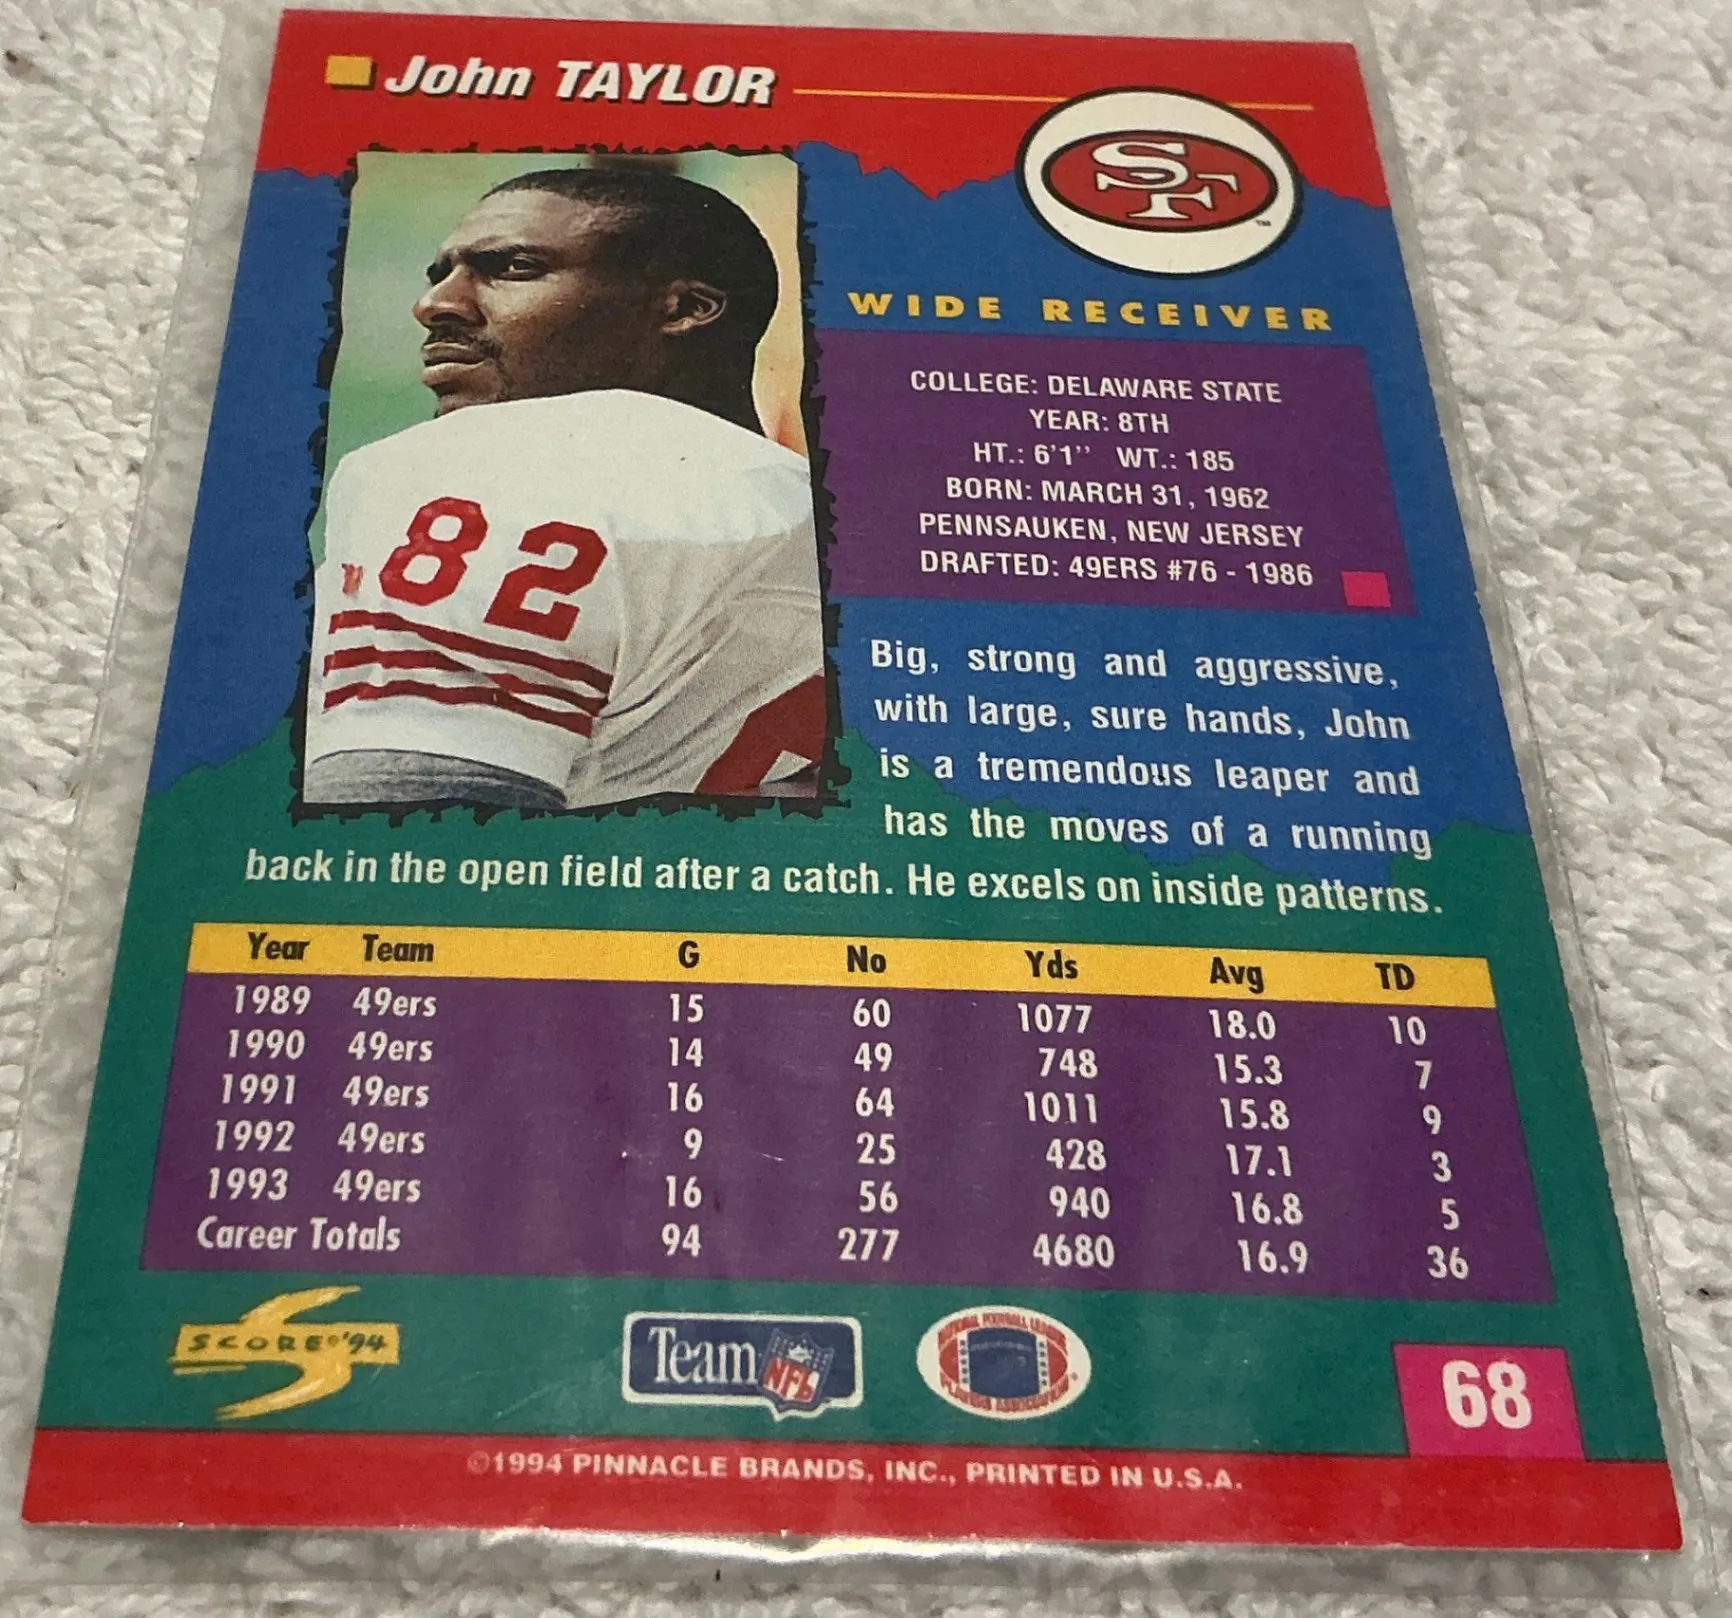 John TAYLOR
SF
TM
WIDE RECEIVER
COLLEGE: DELAWARE STATE
YEAR: 8TH
HT.: 6'1" WT.: 185
BORN: MARCH 31, 1962
PENNSAUKEN, NEW JERSEY
DRAFTED: 49ERS #76 - 1986
82
Big, strong and aggressive,
with large, sure hands, John
is a tremendous leaper and
has the moves of a running
back in the open field after a catch. He excels on inside patterns.
Year Team G No Yds Avg TD
1989 49ers 15 60 1077 18.0 10
1990 49ers 14 49 748 15.3 7
1991 49ers 16 64 1011 15.8 9
1992 49ers 9 25 428 17.1 3
1993 49ers 16 56 940 16.8 5
Career Totals 94 277 4680 16.9 36
SCORE '94
Team NFL
NATIONAL FOOTBALL LEAGUE
PLAYERS ASSOCIATION
68
©1994 PINNACLE BRANDS, INC., PRINTED IN U.S.A.